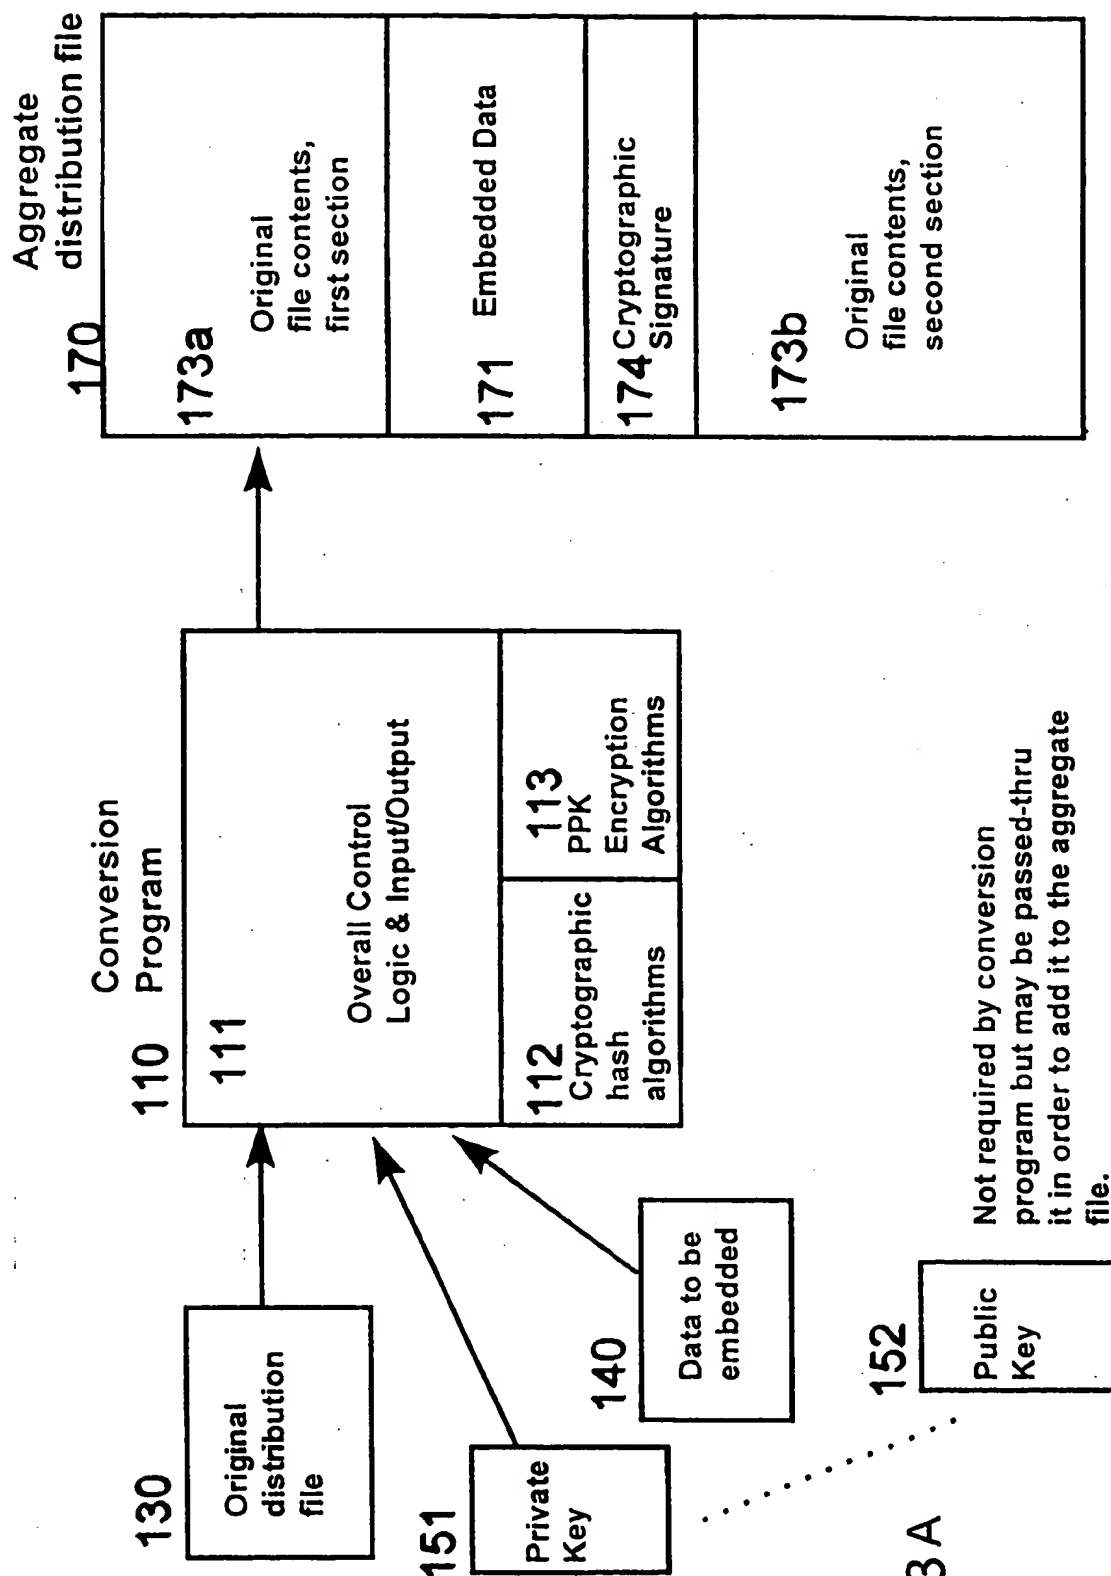 130
Original
distribution
file
151
Private
Key
140
Data to be
embedded
152
Public
Key
Not required by conversion
program but may be passed-thru
it in order to add it to the aggregate
file.
Conversion
Program
110
111
Overall Control
Logic & Input/Output
112
Cryptographic
hash
algorithms
113
PPK
Encryption
Algorithms
Aggregate
distribution file
170
173a
Original
file contents,
first section
171
Embedded Data
174
Cryptographic
Signature
173b
Original
file contents,
second section
3A